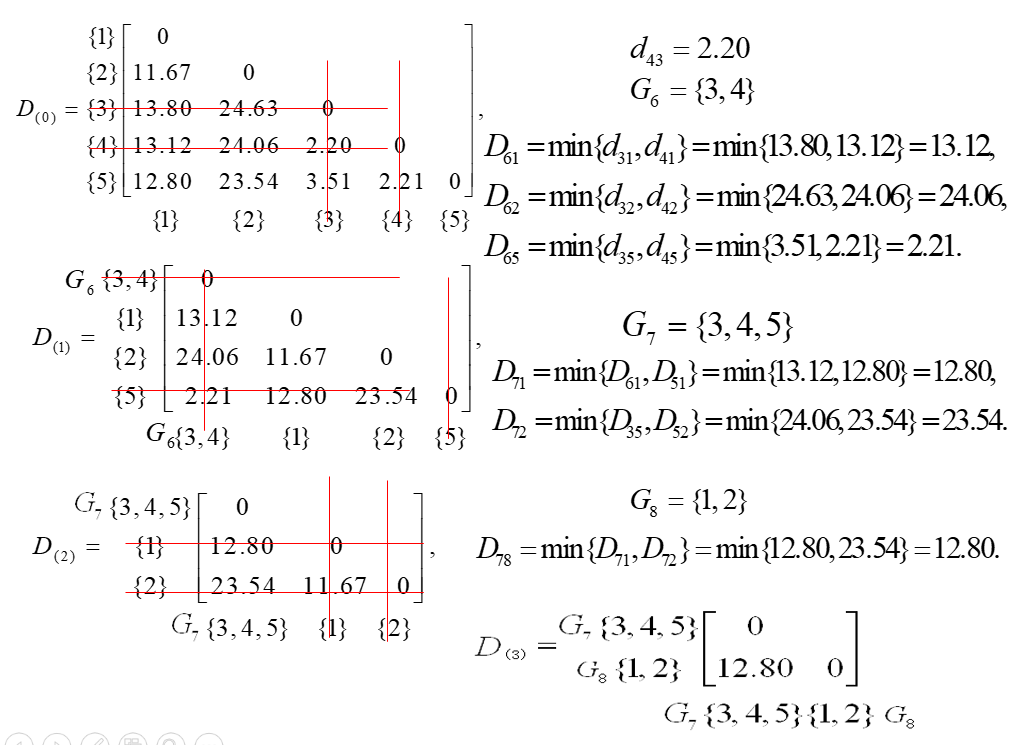 {1} 0
{2} 11.67 0
D(0) = {3} 13.80 24.63 0 ,
{4} 13.12 24.06 2.20 0
{5} 12.80 23.54 3.51 2.21 0
{1} {2} {3} {4} {5}
d43 = 2.20
G6 = {3,4}
D61 = min{d31,d41} = min{13.80,13.12} = 13.12,
D62 = min{d32,d42} = min{24.63,24.06} = 24.06,
D65 = min{d35,d45} = min{3.51,2.21} = 2.21.
G6 {3,4} 0
{1} 13.12 0
D(1) = ,
{2} 24.06 11.67 0
{5} 2.21 12.80 23.54 0
G6{3,4} {1} {2} {5}
G7 = {3,4,5}
D71 = min{D61,D51} = min{13.12,12.80} = 12.80,
D72 = min{D35,D52} = min{24.06,23.54} = 23.54.
G7 {3,4,5} 0
D(2) = {1} 12.80 0 ,
{2} 23.54 11.67 0
G7 {3,4,5} {1} {2}
G8 = {1,2}
D78 = min{D71,D72} = min{12.80,23.54} = 12.80.
D(3) = G7 {3,4,5} 0
G8 {1,2} 12.80 0
G7 {3,4,5} {1,2} G8